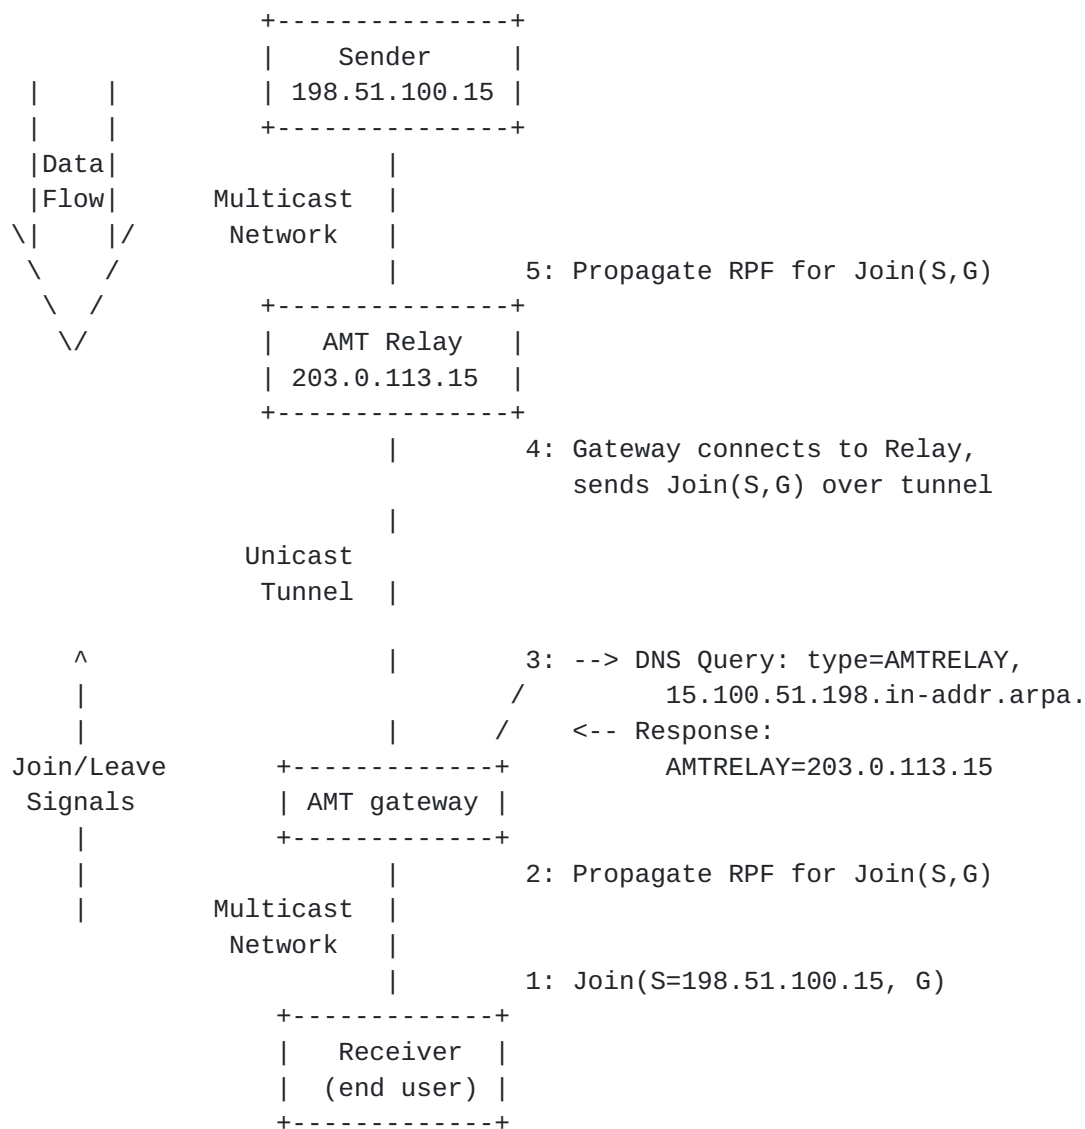 Sender
198.51.100.15
Data
Flow
Multicast
Network
5: Propagate RPF for Join(S,G)
AMT Relay
203.0.113.15
4: Gateway connects to Relay,
sends Join(S,G) over tunnel
Unicast
Tunnel
3: --> DNS Query: type=AMTRELAY,
15.100.51.198.in-addr.arpa.
<-- Response:
AMTRELAY=203.0.113.15
Join/Leave
Signals
AMT gateway
2: Propagate RPF for Join(S,G)
Multicast
Network
1: Join(S=198.51.100.15, G)
Receiver
(end user)